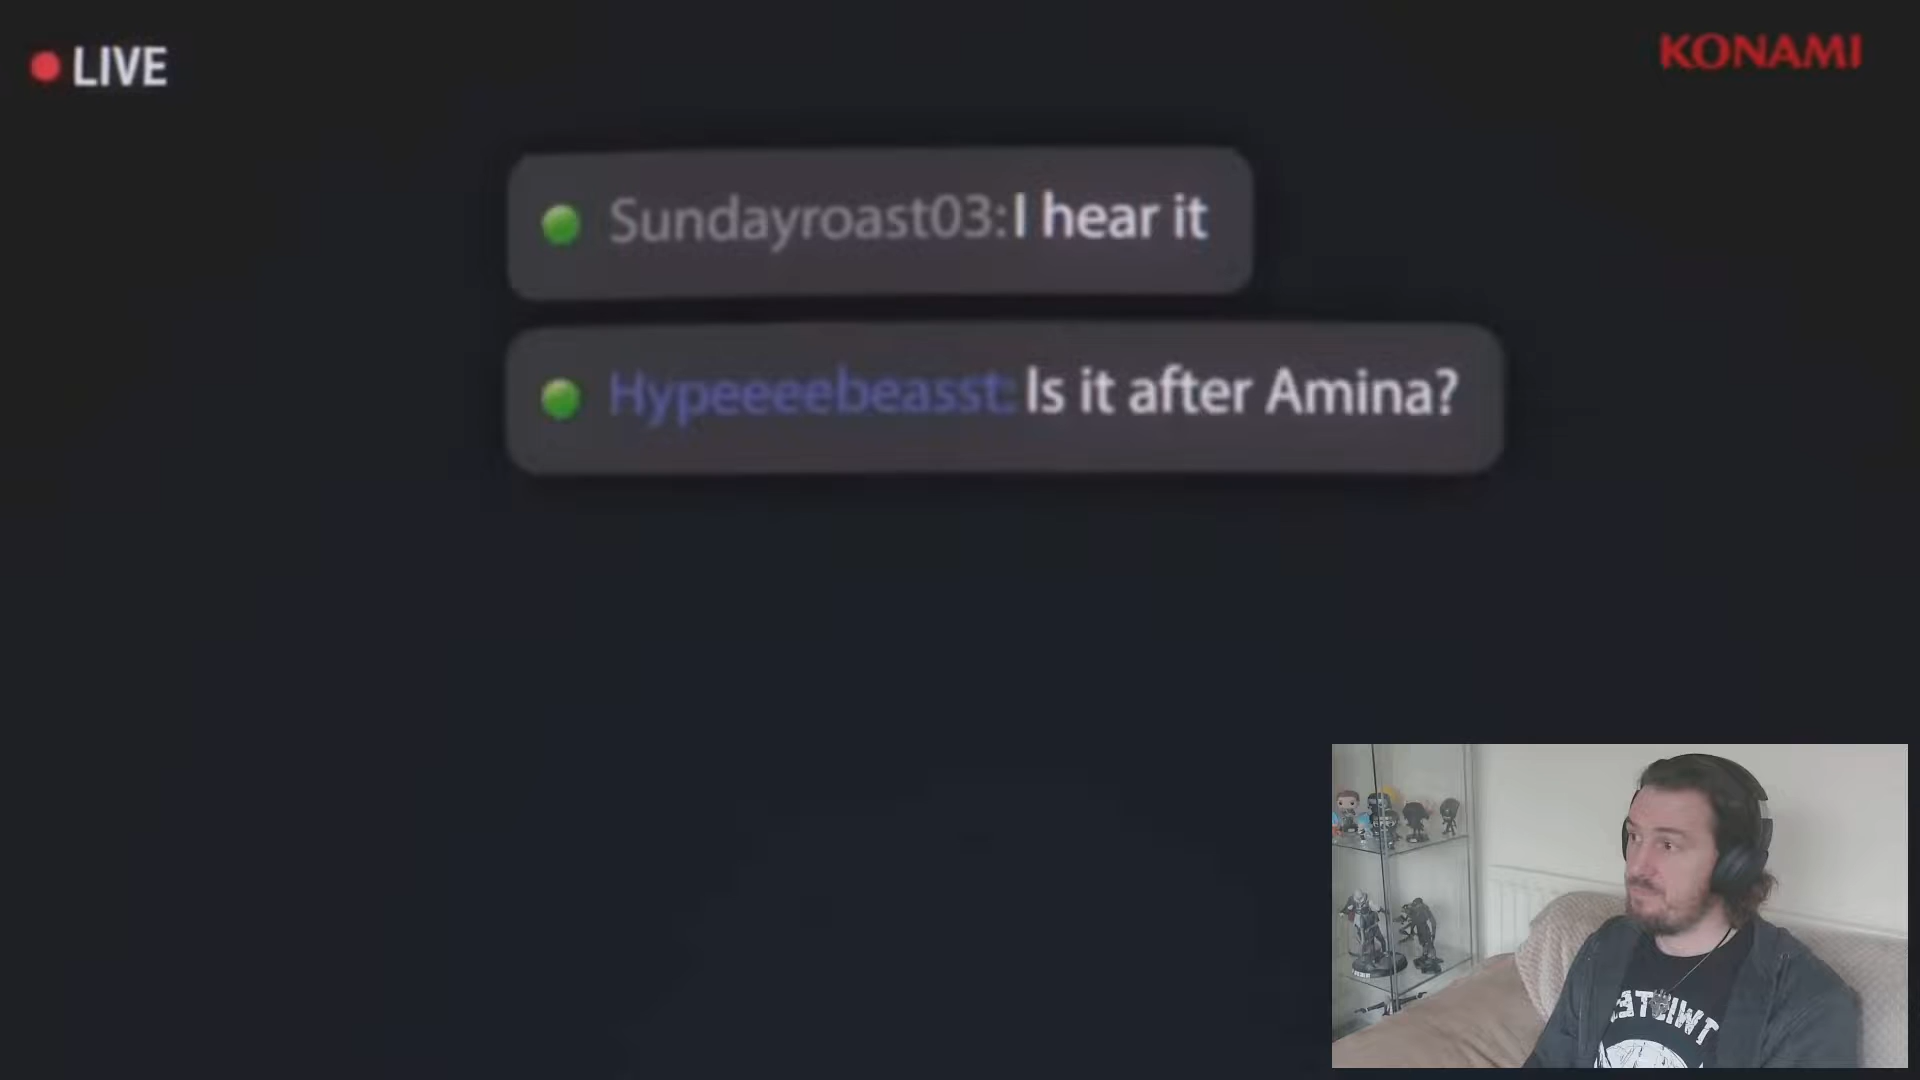 LIVE
KONAMI
Sundayroast03: I hear it
Hypeeeebeasst: Is it after Amina?